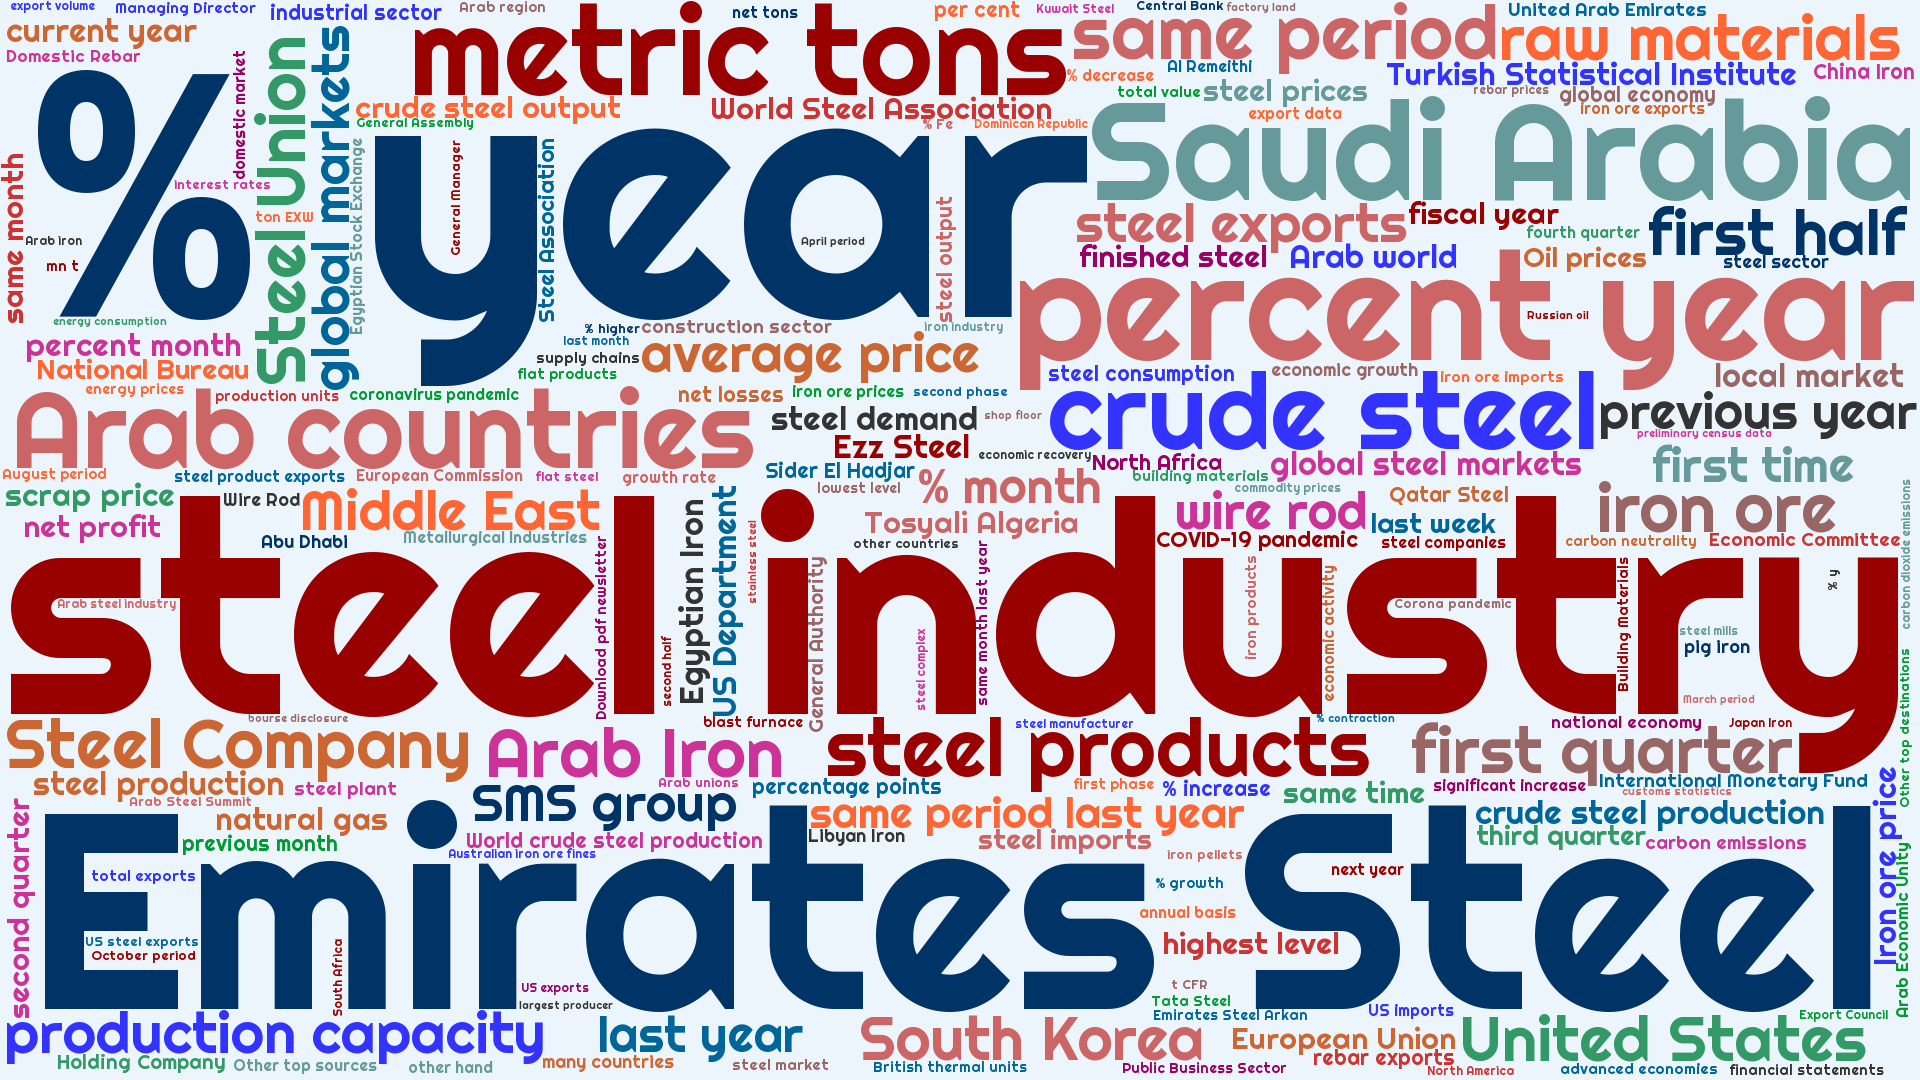 export volume
Managing Director
industrial sector
Arab region
net tons
per cent
Kuwait Steel
Central Bank
factory land
United Arab Emirates
current year
metric tons
same period
raw materials
Domestic Rebar
domestic market
Steel Union
global markets
% decrease
Al Remeithi
Turkish Statistical Institute
China Iron
crude steel output
World Steel Association
total value
steel prices
rebar prices
global economy
export data
iron ore exports
General Assembly
% Fe
Dominican Republic
%
year
Saudi Arabia
same month
interest rates
ton EXW
Arab iron
mn t
Egyptian Stock Exchange
General Manager
Steel Association
April period
steel output
steel exports
fiscal year
fourth quarter
first half
finished steel
Arab world
Oil prices
steel sector
percent year
Russian oil
energy consumption
% higher
construction sector
iron industry
last month
percent month
supply chains
average price
National Bureau
flat products
steel consumption
economic growth
iron ore imports
local market
energy prices
production units
coronavirus pandemic
net losses
iron ore prices
second phase
Arab countries
steel demand
shop floor
crude steel
previous year
preliminary census data
Ezz Steel
economic recovery
North Africa
global steel markets
first time
August period
steel product exports
European Commission
flat steel
growth rate
Sider El Hadjar
lowest level
% month
building materials
commodity prices
Qatar Steel
iron ore
scrap price
Wire Rod
Middle East
net profit
Tosyali Algeria
wire rod
last week
Abu Dhabi
Metallurgical Industries
other countries
COVID-19 pandemic
steel companies
carbon neutrality
Economic Committee
carbon dioxide emissions
steel industry
Arab steel industry
Download pdf newsletter
second half
Egyptian Iron
US Department
stainless steel
General Authority
steel complex
same month last year
iron products
economic activity
Corona pandemic
Building Materials
% y
steel mills
pig iron
March period
Other top destinations
bourse disclosure
blast furnace
steel manufacturer
% contraction
national economy
Japan Iron
Steel Company
Arab Iron
steel products
first quarter
steel production
steel plant
Arab unions
percentage points
first phase
% increase
same time
significant increase
International Monetary Fund
customs statistics
Arab Steel Summit
SMS group
same period last year
crude steel production
natural gas
previous month
World crude steel production
Libyan Iron
steel imports
third quarter
carbon emissions
Australian iron ore fines
iron pellets
Iron ore price
second quarter
Emirates Steel
total exports
% growth
next year
annual basis
US steel exports
October period
South Africa
highest level
Arab Economic Unity
US exports
largest producer
t CFR
Tata Steel
Emirates Steel Arkan
US imports
Export Council
production capacity
last year
South Korea
European Union
United States
Holding Company
Other top sources
other hand
many countries
steel market
British thermal units
Public Business Sector
rebar exports
North America
advanced economies
financial statements